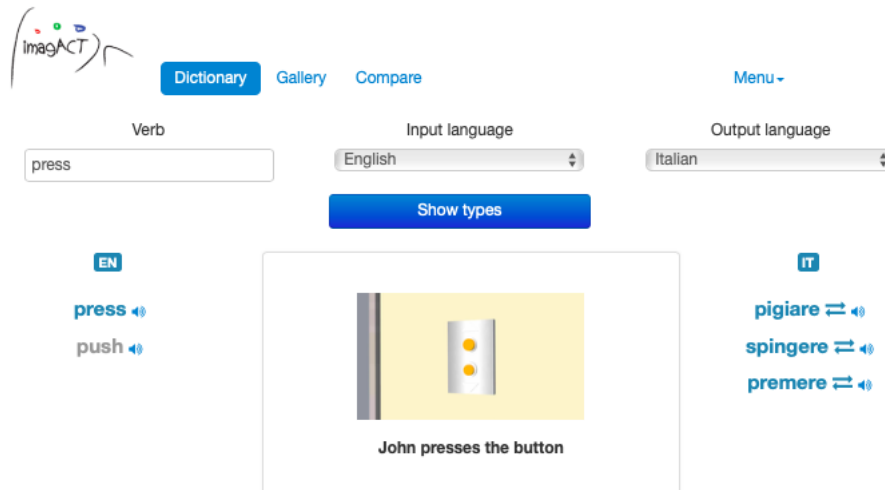 imagACT
Dictionary Gallery Compare Menu
Verb Input language Output language
press English Italian
Show types
EN IT
press pigiare
push spingere
premere
John presses the button